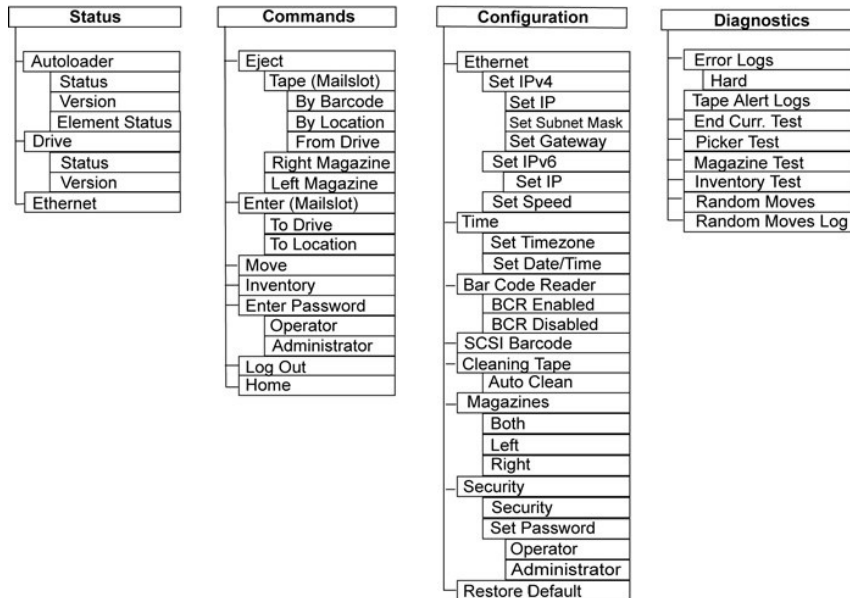 Status
Autoloader
Status
Version
Element Status
Drive
Status
Version
Ethernet
Commands
Eject
Tape (Mailslot)
By Barcode
By Location
From Drive
Right Magazine
Left Magazine
Enter (Mailslot)
To Drive
To Location
Move
Inventory
Enter Password
Operator
Administrator
Log Out
Home
Configuration
Ethernet
Set IPv4
Set IP
Set Subnet Mask
Set Gateway
Set IPv6
Set IP
Set Speed
Time
Set Timezone
Set Date/Time
Bar Code Reader
BCR Enabled
BCR Disabled
SCSI Barcode
Cleaning Tape
Auto Clean
Magazines
Both
Left
Right
Security
Security
Set Password
Operator
Administrator
Restore Default
Diagnostics
Error Logs
Hard
Tape Alert Logs
End Curr. Test
Picker Test
Magazine Test
Inventory Test
Random Moves
Random Moves Log